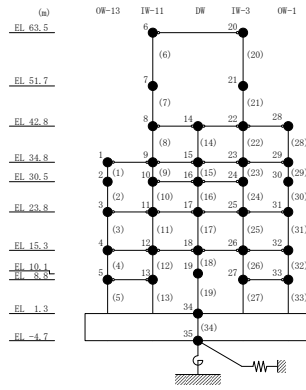 (m) OW-13 IW-11 DW IW-3 OW-1
EL 63.5 6 20
(6) (20)
EL 51.7 7 21
(7) (21)
EL 42.8 8 14 22 28
(8) (14) (22) (28)
EL 34.8 1 9 15 23 29
(1) (9) (15) (23) (29)
EL 30.5 2 10 16 24 30
(2) (10) (16) (24) (30)
EL 23.8 3 11 17 25 31
(3) (11) (17) (25) (31)
EL 15.3 4 12 18 26 32
(4) (12) (18) (26) (32)
EL 10.1 19
EL 8.8 5 13 27 33
(5) (13) (19) (27) (33)
EL 1.3 34
(34)
EL -4.7 35